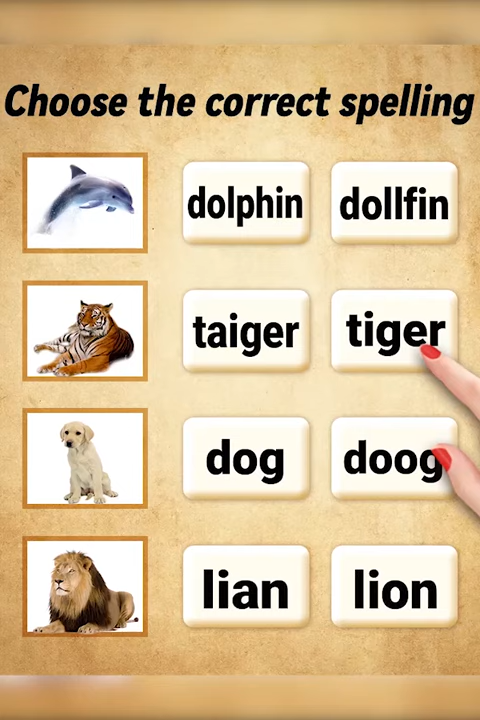 Choose the correct spelling
dolphin dollfin
taiger tiger
dog doog
lian lion